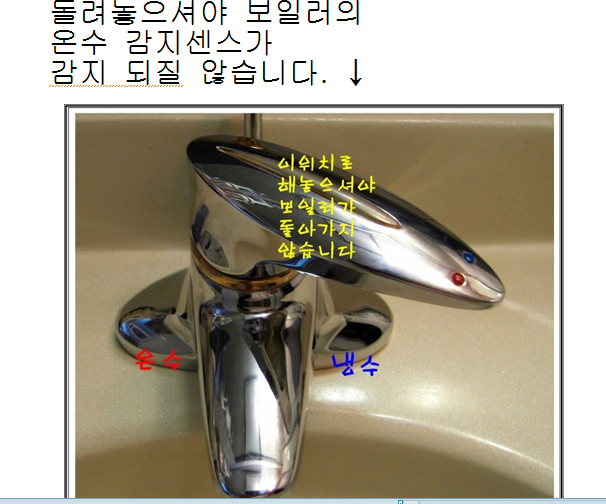 돌려놓으셔야 보일러의
온수 감지센스가
감지 되질 않습니다. ↓
이위치로
해놓으셔야
보일러가
돌아가지
않습니다
온수
냉수